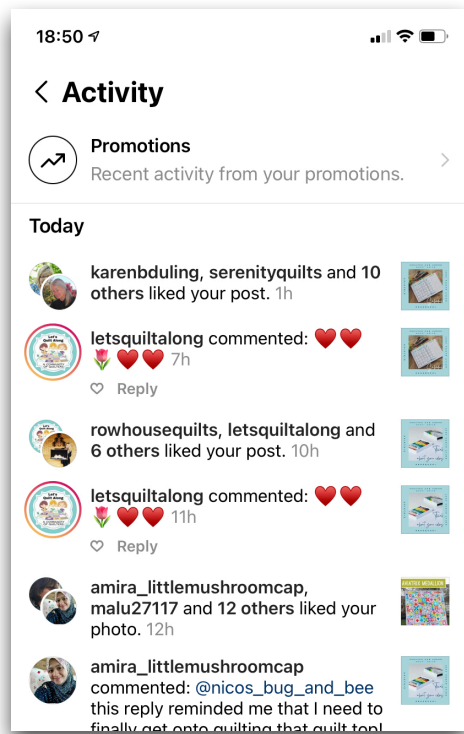 18:50
Activity
Promotions
Recent activity from your promotions.
Today
karenbduling, serenityquilts and 10
others liked your post. 1h
letsquiltalong commented: ♥️♥️
🌷♥️♥️ 7h
Reply
rowhousequilts, letsquiltalong and
6 others liked your post. 10h
letsquiltalong commented: ♥️♥️
🌷♥️♥️ 11h
Reply
amira_littlemushroomcap,
malu27117 and 12 others liked your
photo. 12h
amira_littlemushroomcap
commented: @nicos_bug_and_bee
this reply reminded me that I need to
finally get onto quilting that quilt top!